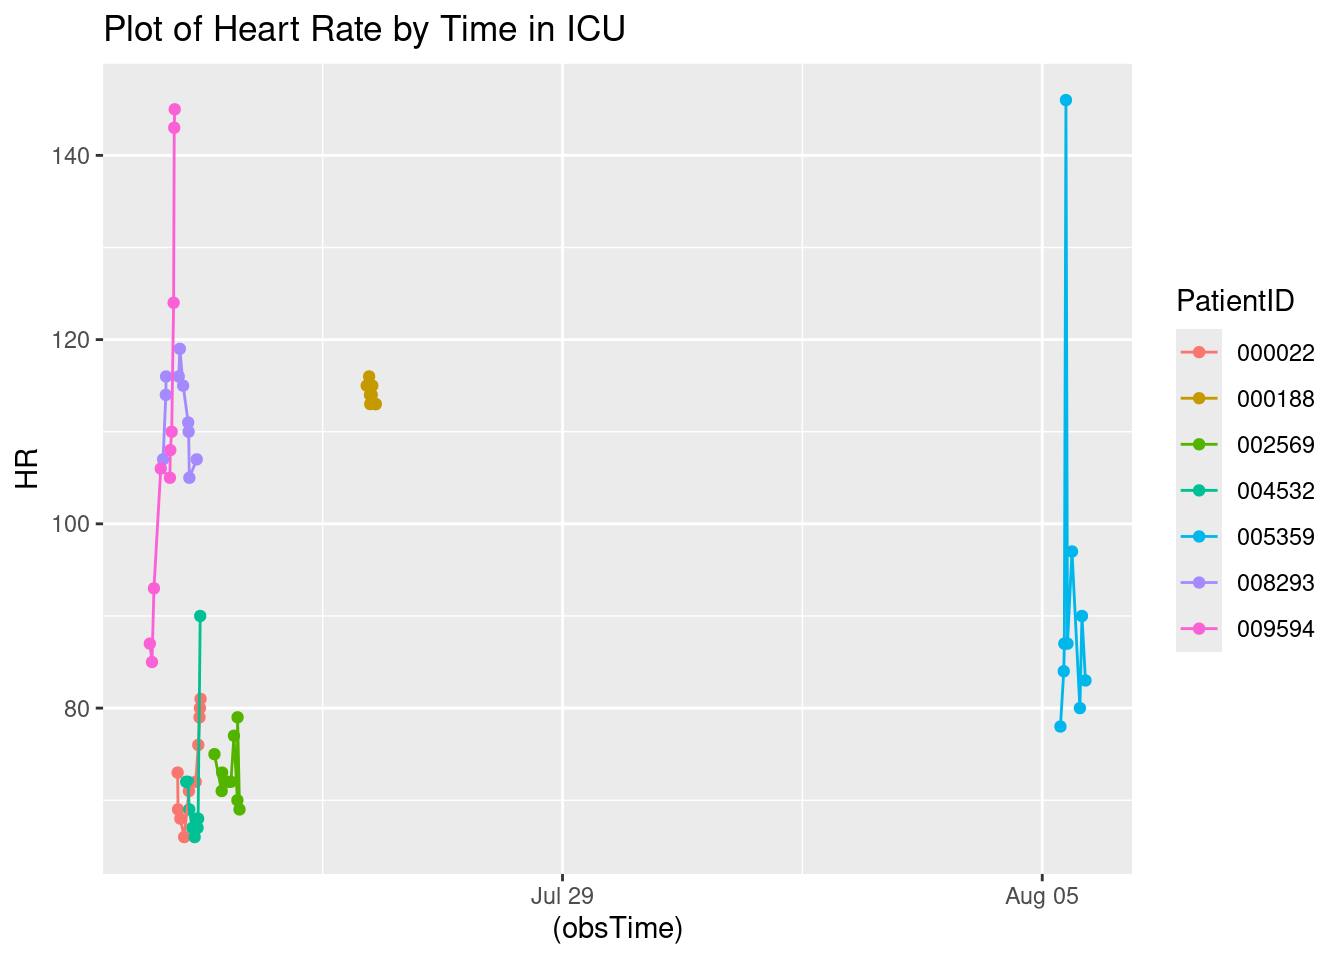 Plot of Heart Rate by Time in ICU
140
120
100
80
HR
Jul 29
Aug 05
(obsTime)
PatientID
000022
000188
002569
004532
005359
008293
009594